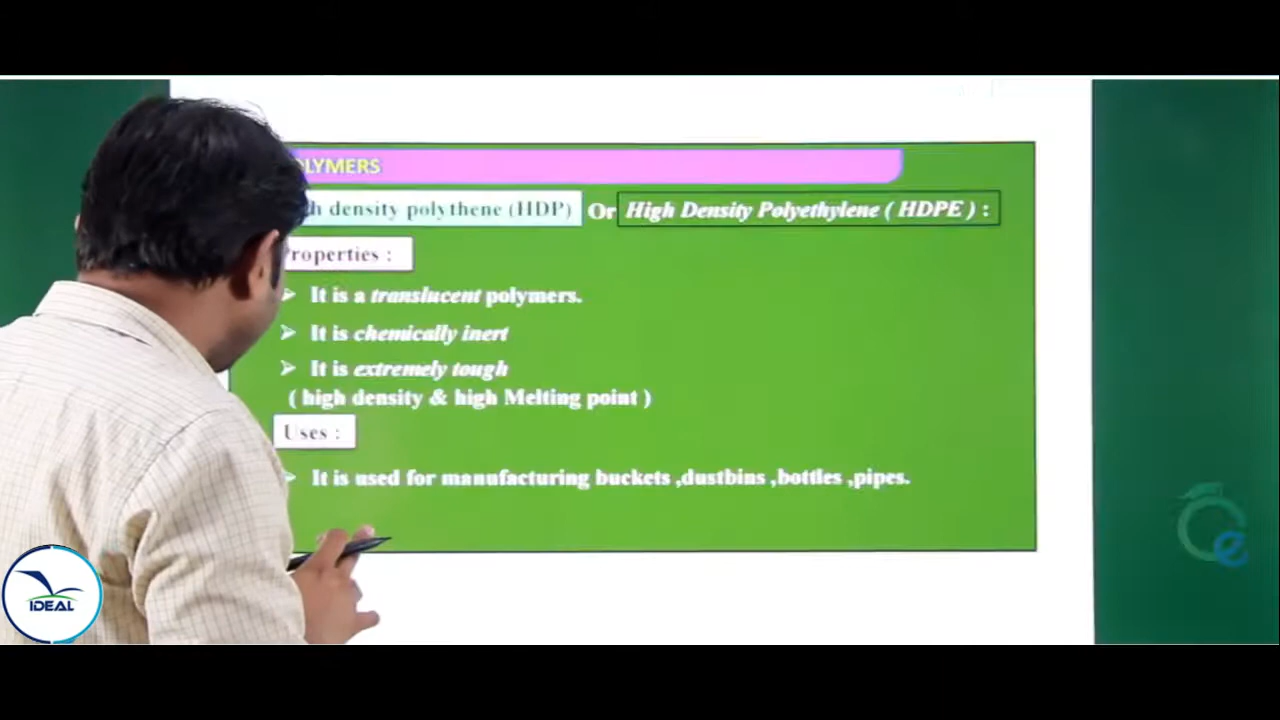 OLYMERS
h density polythene (HDP) Or High Density Polyethylene ( HDPE ) :
Properties :
➢ It is a translucent polymers.
➢ It is chemically inert
➢ It is extremely tough
( high density & high Melting point )
Uses :
➢ It is used for manufacturing buckets ,dustbins ,bottles ,pipes.
IDEAL
e